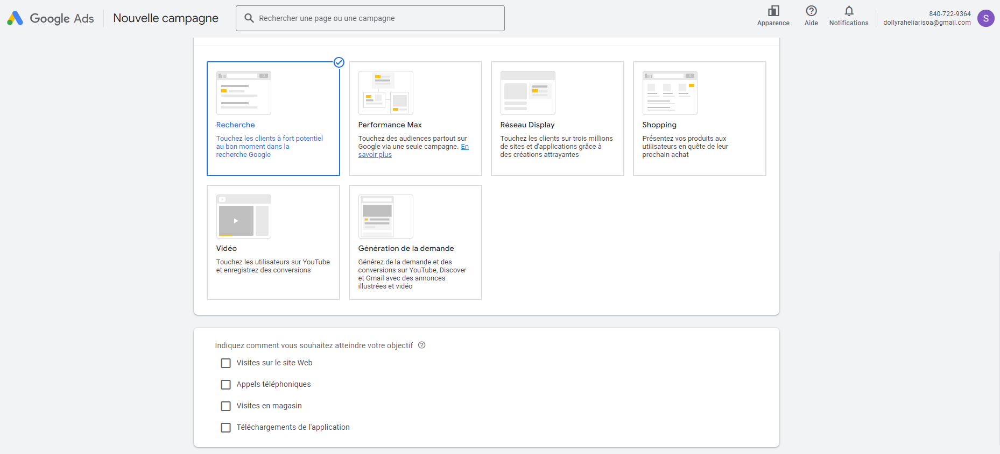 Google Ads
Nouvelle campagne
Rechercher une page ou une campagne
Apparence
Aide
Notifications
840-722-9364
dollyraheliarisoa@gmail.com
S
Recherche
Touchez les clients à fort potentiel
au bon moment dans la
recherche Google
Performance Max
Touchez des audiences partout sur
Google via une seule campagne. En
savoir plus
Réseau Display
Touchez les clients sur trois millions
de sites et d'applications grâce à
des créations attrayantes
Shopping
Présentez vos produits aux
utilisateurs en quête de leur
prochain achat
Vidéo
Touchez les utilisateurs sur YouTube
et enregistrez des conversions
Génération de la demande
Générez de la demande et des
conversions sur YouTube, Discover
et Gmail avec des annonces
illustrées et vidéo
Indiquez comment vous souhaitez atteindre votre objectif
Visites sur le site Web
Appels téléphoniques
Visites en magasin
Téléchargements de l'application